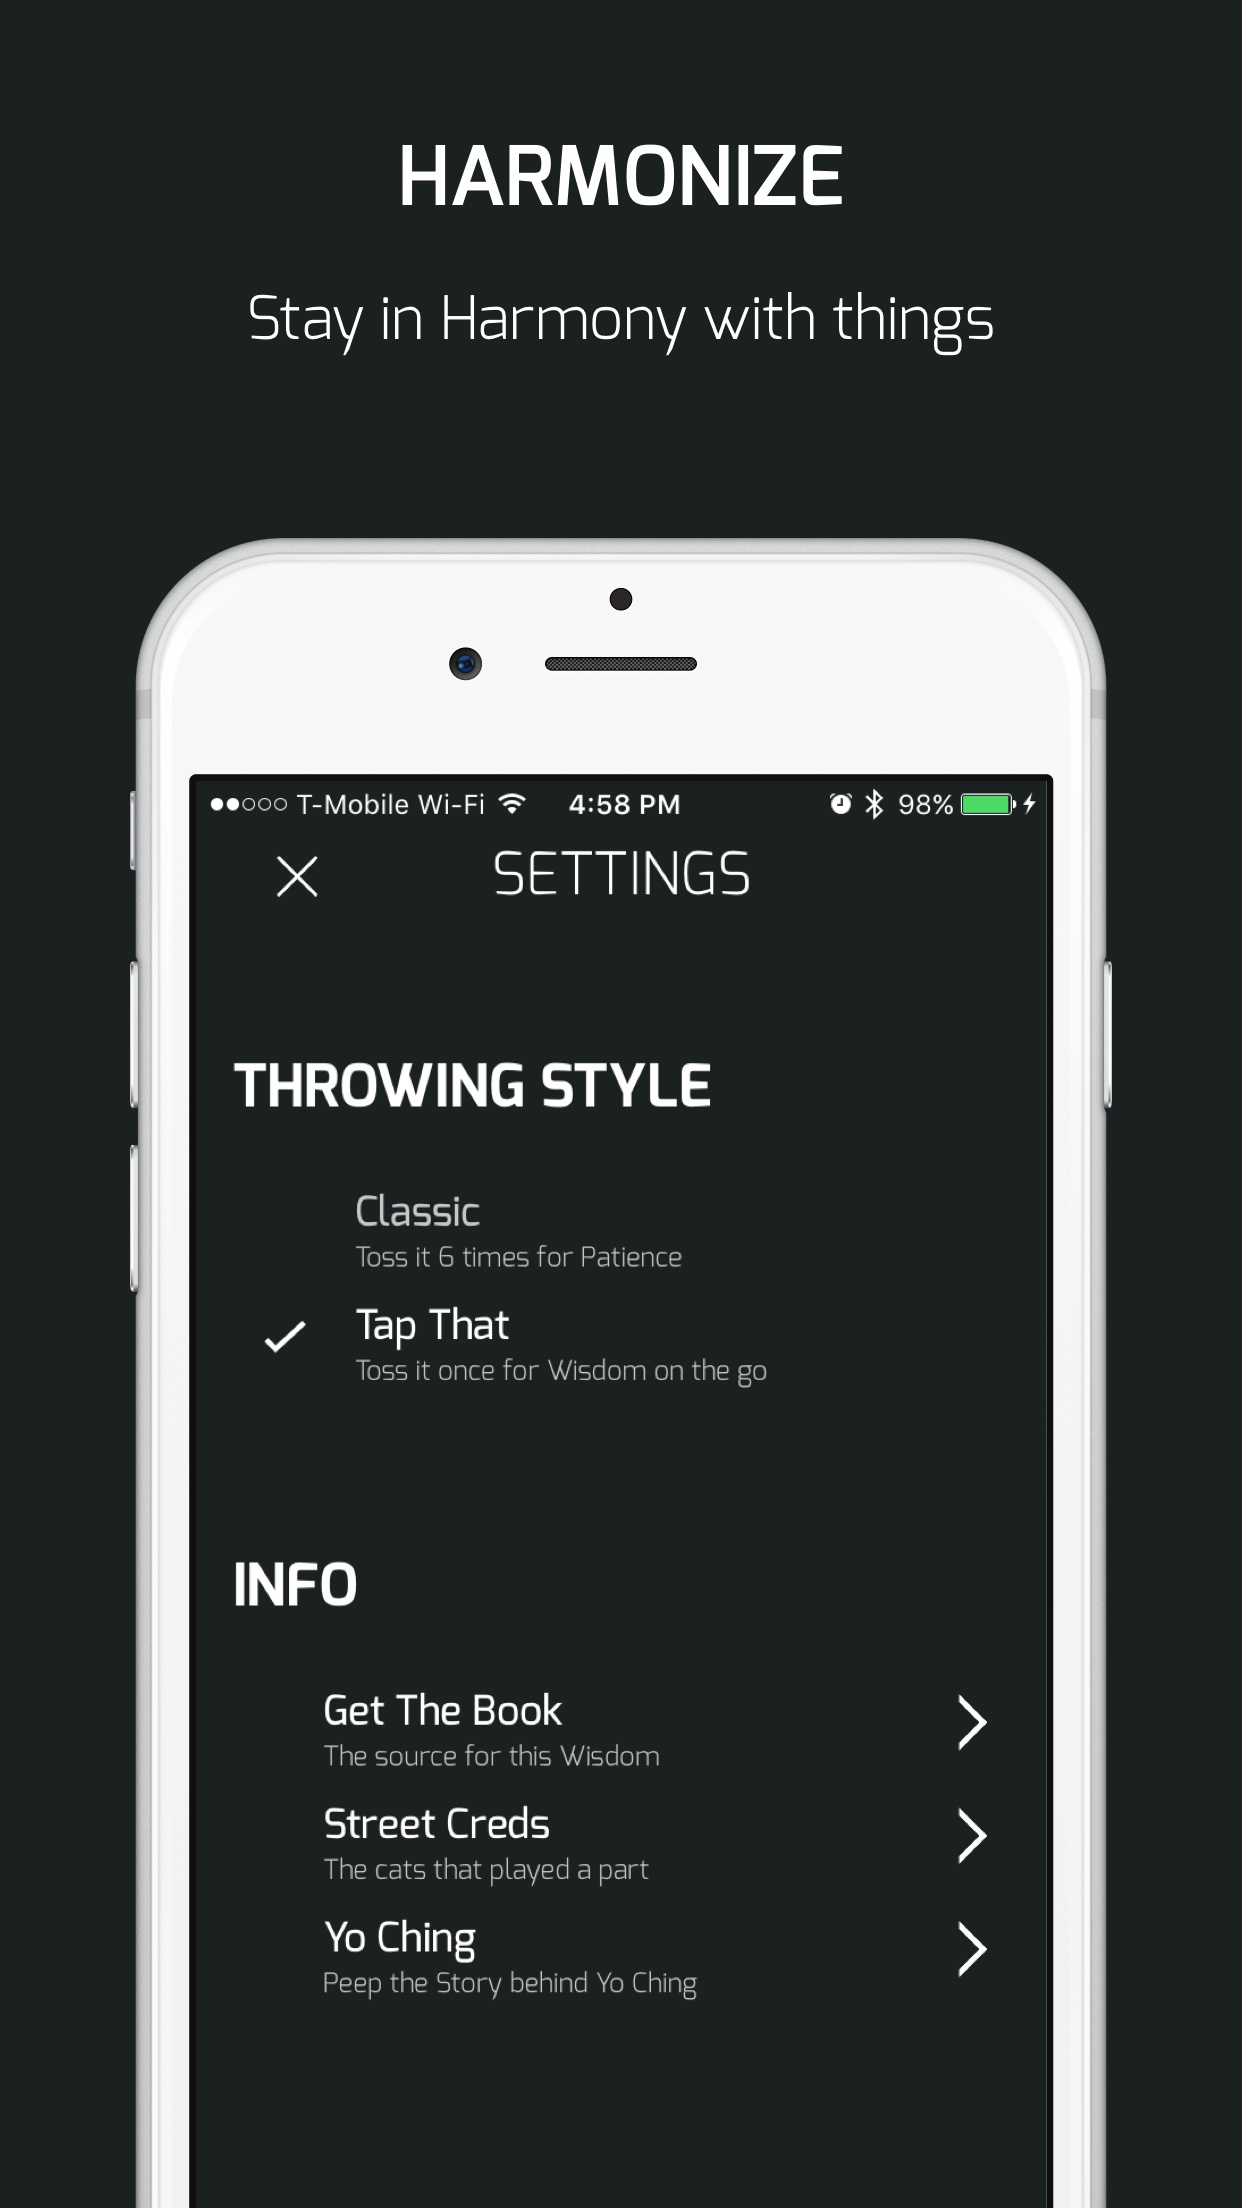 HARMONIZE
Stay in Harmony with things
T-Mobile Wi-Fi 4:58 PM 98%
SETTINGS
THROWING STYLE
Classic
Toss it 6 times for Patience
Tap That
Toss it once for Wisdom on the go
INFO
Get The Book
The source for this Wisdom
Street Creds
The cats that played a part
Yo Ching
Peep the Story behind Yo Ching